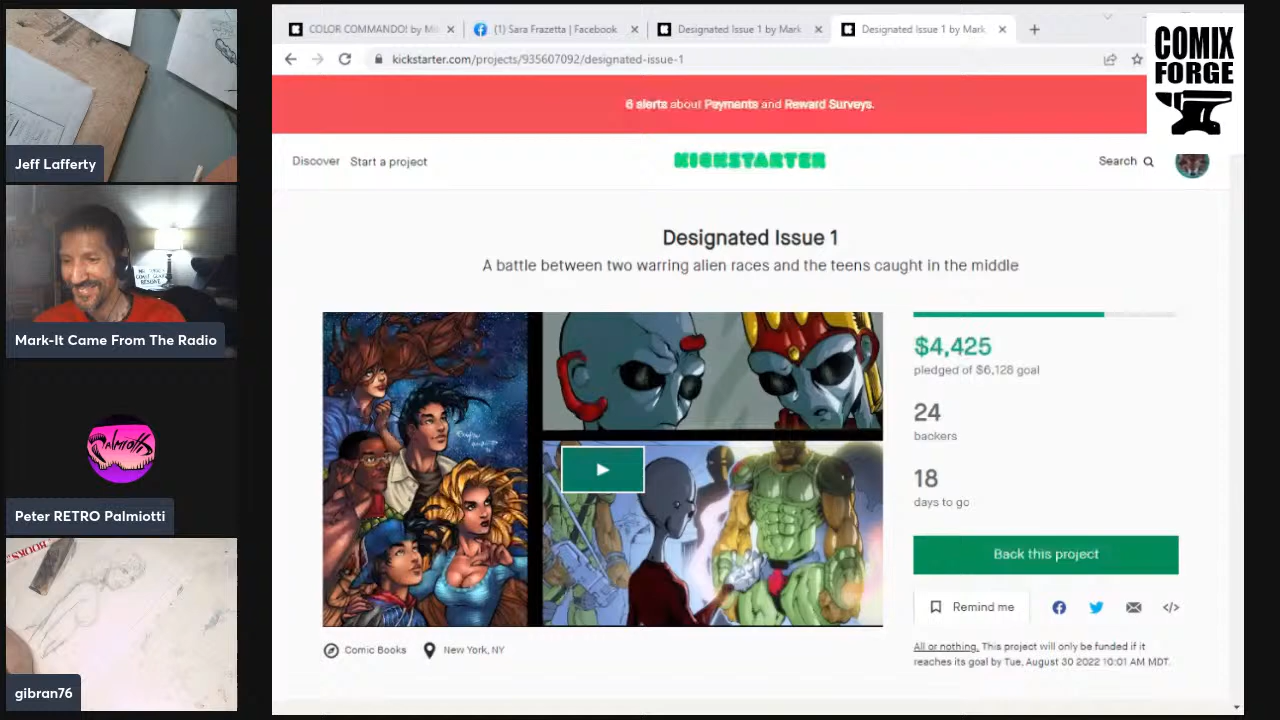 COLOR COMMANDO! by Mi
(1) Sara Frazetta | Facebook
Designated Issue 1 by Mark
Designated Issue 1 by Mark
kickstarter.com/projects/935607092/designated-issue-1
COMIX
FORGE
6 alerts about Payments and Reward Surveys.
Discover
Start a project
KICKSTARTER
Search
Designated Issue 1
A battle between two warring alien races and the teens caught in the middle
$4,425
pledged of $6,128 goal
24
backers
18
days to go
Back this project
Remind me
All or nothing. This project will only be funded if it
reaches its goal by Tue, August 30 2022 10:01 AM MDT.
Comic Books
New York, NY
Jeff Lafferty
Mark-It Came From The Radio
PALMIOTTI
Peter RETRO Palmiotti
BOOKS
gibran76